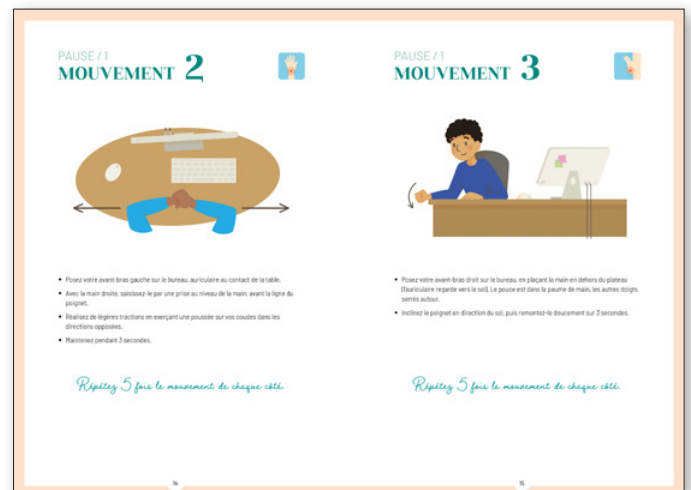 PAUSE / 1
MOUVEMENT 2
• Posez votre avant-bras gauche sur le bureau, auriculaire au contact de la table.
• Avec la main droite, saisissez-le par une prise au niveau de la main, avant la ligne du
poignet.
• Réalisez de légères tractions en exerçant une poussée sur vos coudes dans les
directions opposées.
• Maintenez pendant 3 secondes.
Répétez 5 fois le mouvement de chaque côté.
14
PAUSE / 1
MOUVEMENT 3
• Posez votre avant-bras droit sur le bureau, en plaçant la main en dehors du plateau
(l'auriculaire regarde vers le sol). Le pouce est dans la paume de main, les autres doigts
serrés autour.
• Inclinez le poignet en direction du sol, puis remontez-le doucement sur 3 secondes.
Répétez 5 fois le mouvement de chaque côté.
15